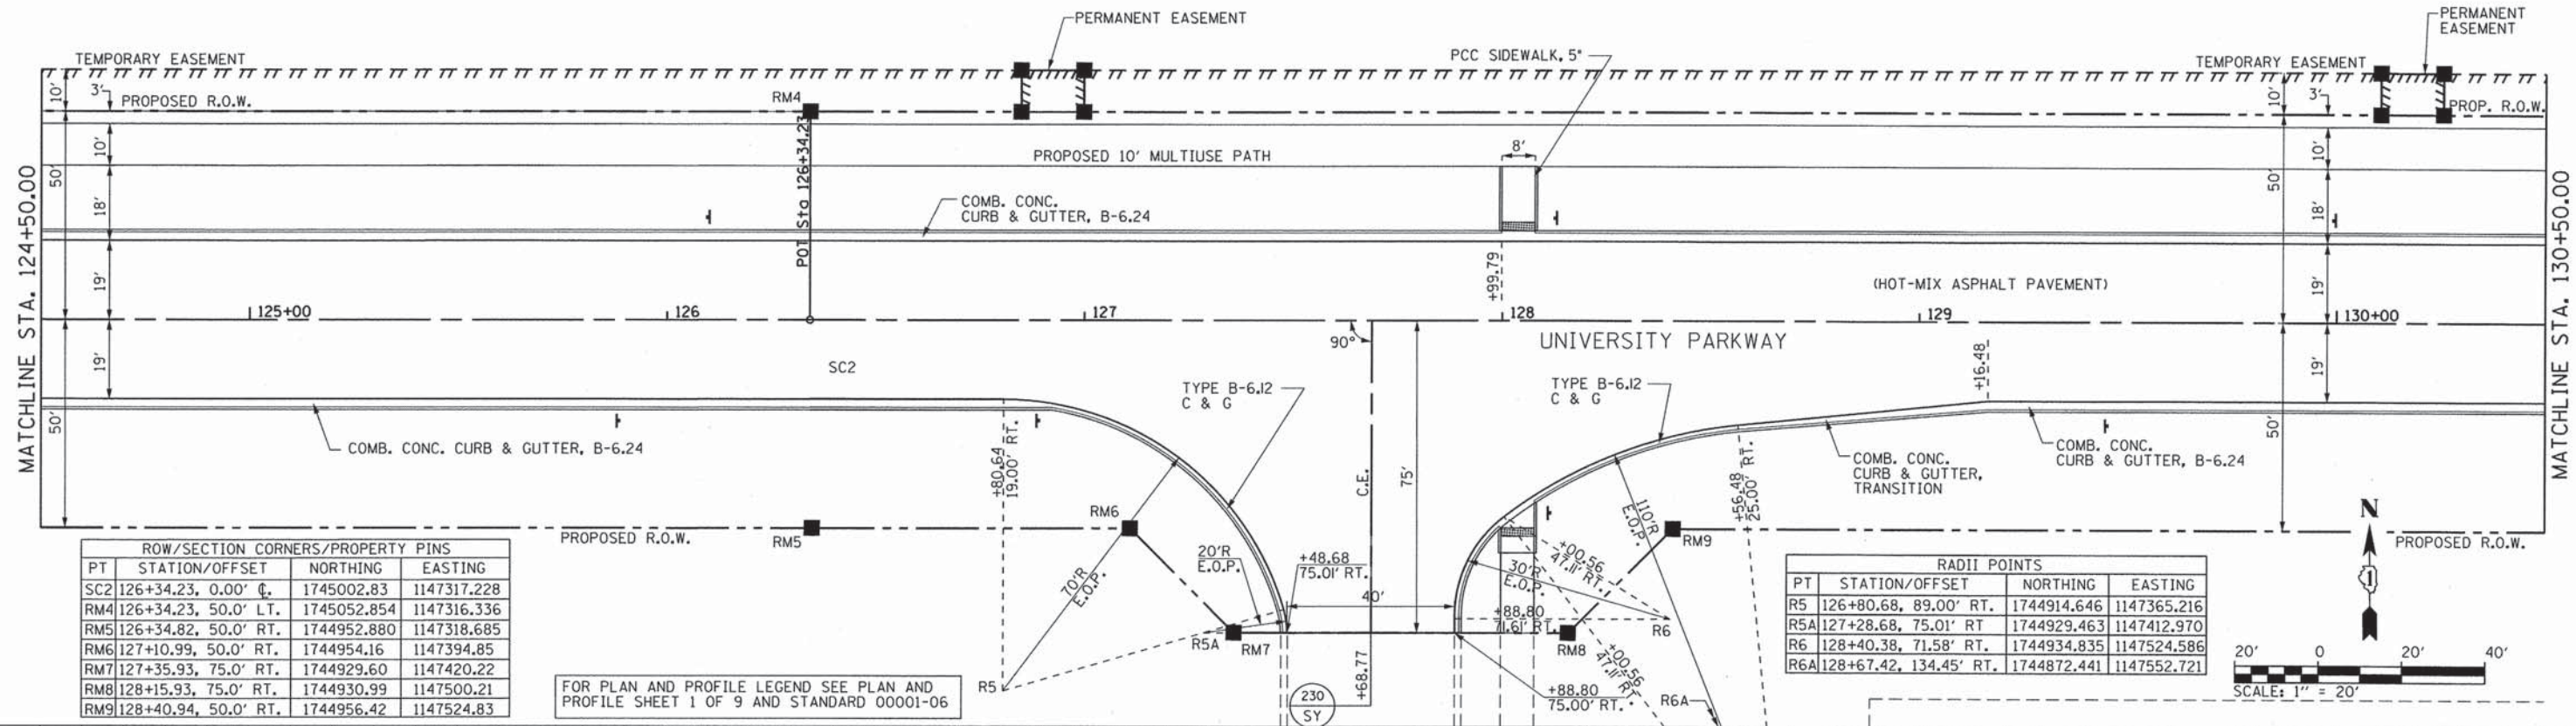 PERMANENT EASEMENT
PERMANENT
EASEMENT
TEMPORARY EASEMENT
PCC SIDEWALK, 5"
TEMPORARY EASEMENT
10'
3'
PROPOSED R.O.W.
RM4
10'
3'
PROP. R.O.W.
MATCHLINE STA. 124+50.00
50'
10'
18'
19'
POT Sta 126+34.23
PROPOSED 10' MULTIUSE PATH
8'
COMB. CONC.
CURB & GUTTER, B-6.24
50'
10'
18'
19'
MATCHLINE STA. 130+50.00
+99.79
(HOT-MIX ASPHALT PAVEMENT)
125+00
126
127
128
129
130+00
90°
UNIVERSITY PARKWAY
19'
SC2
50'
TYPE B-6.12
C & G
C.E.
75'
TYPE B-6.12
C & G
+16.48
19'
50'
COMB. CONC. CURB & GUTTER, B-6.24
+80.64
19.00' RT.
COMB. CONC.
CURB & GUTTER,
TRANSITION
COMB. CONC.
CURB & GUTTER, B-6.24
+56.48
25.00' RT.
110'R
E.O.P.
N
RM6
PROPOSED R.O.W.
RM5
RM9
PROPOSED R.O.W.
70'R
E.O.P.
20'R
E.O.P.
+48.68
75.01' RT.
40'
30'R
E.O.P.
+00.56
47.11' RT.
+88.80
71.61' RT.
R6
R5A
RM7
RM8
+00.56
47.11' RT.
R5
+68.77
230
SY
+88.80
75.00' RT.
R6A
ROW/SECTION CORNERS/PROPERTY PINS
PT STATION/OFFSET NORTHING EASTING
SC2 126+34.23, 0.00' ℄. 1745002.83 1147317.228
RM4 126+34.23, 50.0' LT. 1745052.854 1147316.336
RM5 126+34.82, 50.0' RT. 1744952.880 1147318.685
RM6 127+10.99, 50.0' RT. 1744954.16 1147394.85
RM7 127+35.93, 75.0' RT. 1744929.60 1147420.22
RM8 128+15.93, 75.0' RT. 1744930.99 1147500.21
RM9 128+40.94, 50.0' RT. 1744956.42 1147524.83
FOR PLAN AND PROFILE LEGEND SEE PLAN AND
PROFILE SHEET 1 OF 9 AND STANDARD 00001-06
RADII POINTS
PT STATION/OFFSET NORTHING EASTING
R5 126+80.68, 89.00' RT. 1744914.646 1147365.216
R5A 127+28.68, 75.01' RT 1744929.463 1147412.970
R6 128+40.38, 71.58' RT. 1744934.835 1147524.586
R6A 128+67.42, 134.45' RT. 1744872.441 1147552.721
20' 0 20' 40'
SCALE: 1" = 20'